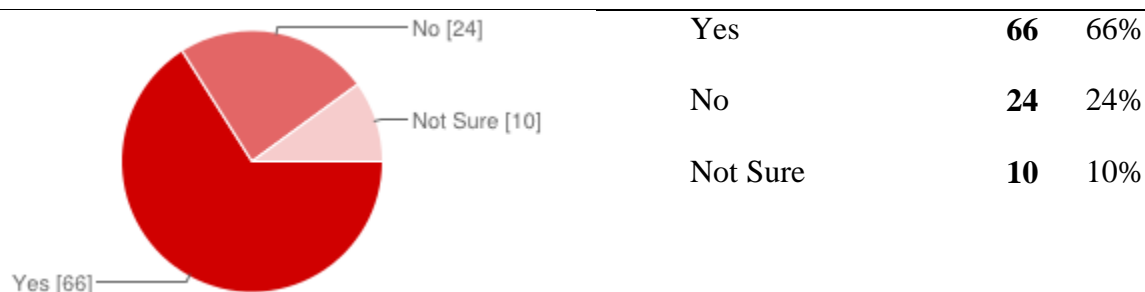 No [24]
Not Sure [10]
Yes [66]
Yes 66 66%
No 24 24%
Not Sure 10 10%